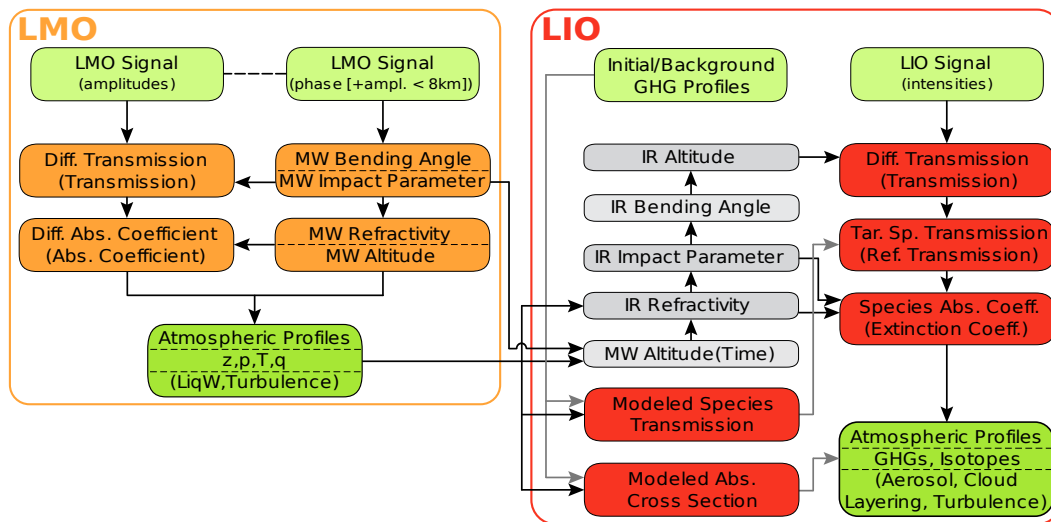 LMO
LMO Signal
(amplitudes)
LMO Signal
(phase [+ampl. < 8km])
Diff. Transmission
(Transmission)
MW Bending Angle
MW Impact Parameter
Diff. Abs. Coefficient
(Abs. Coefficient)
MW Refractivity
MW Altitude
Atmospheric Profiles
z,p,T,q
(LiqW,Turbulence)
LIO
Initial/Background
GHG Profiles
LIO Signal
(intensities)
IR Altitude
IR Bending Angle
IR Impact Parameter
IR Refractivity
MW Altitude(Time)
Diff. Transmission
(Transmission)
Tar. Sp. Transmission
(Ref. Transmission)
Species Abs. Coeff.
(Extinction Coeff.)
Modeled Species
Transmission
Modeled Abs.
Cross Section
Atmospheric Profiles
GHGs, Isotopes
(Aerosol, Cloud
Layering, Turbulence)